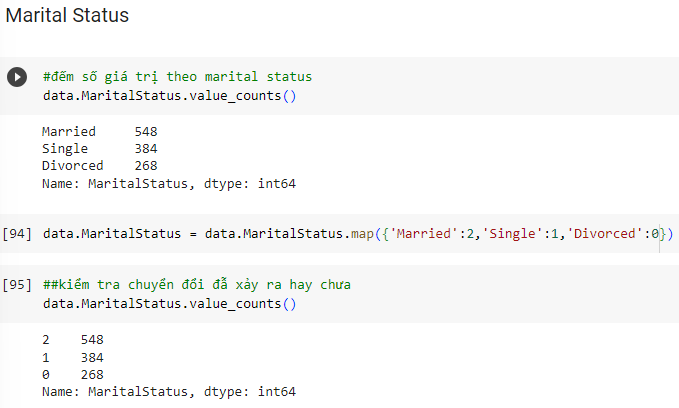 Marital Status
#đếm số giá trị theo marital status
data.MaritalStatus.value_counts()
Married     548
Single      384
Divorced    268
Name: MaritalStatus, dtype: int64
[94] data.MaritalStatus = data.MaritalStatus.map({'Married':2,'Single':1,'Divorced':0})
[95] ##kiểm tra chuyển đổi đẫ xảy ra hay chưa
data.MaritalStatus.value_counts()
2    548
1    384
0    268
Name: MaritalStatus, dtype: int64